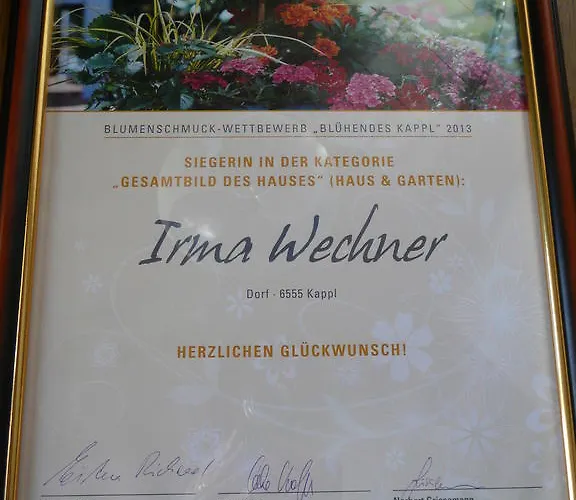 BLUMENSCHMUCK-WETTBEWERB „BLÜHENDES KAPPL" 2013
SIEGERIN IN DER KATEGORIE
„GESAMTBILD DES HAUSES" (HAUS & GARTEN):
Irma Wechner
Dorf · 6555 Kappl
HERZLICHEN GLÜCKWUNSCH!
Norbert